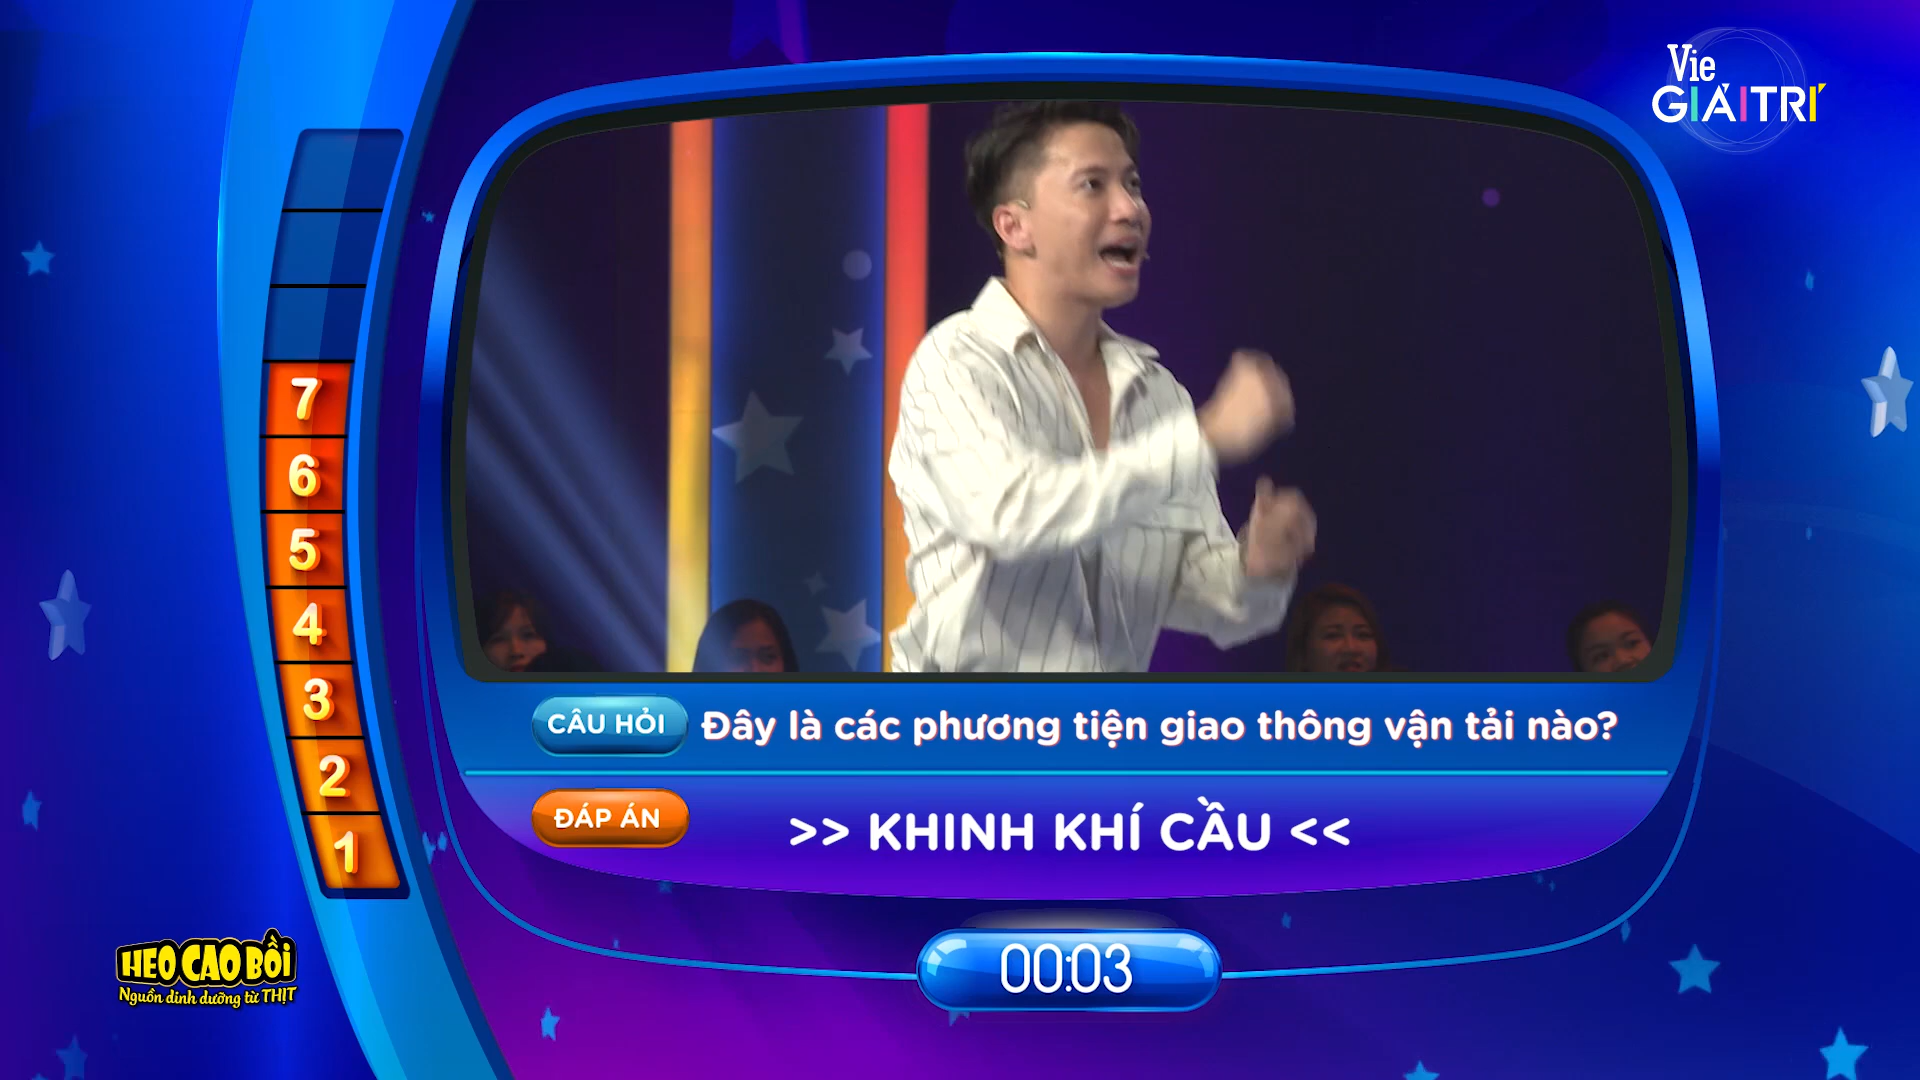 Vie
GIẢI TRÍ
7
6
5
4
3
2
1
CÂU HỎI Đây là các phương tiện giao thông vận tải nào?
ĐÁP ÁN >> KHINH KHÍ CẦU <<
00:03
HEO CAO BỒI
Nguồn dinh dưỡng từ THỊT